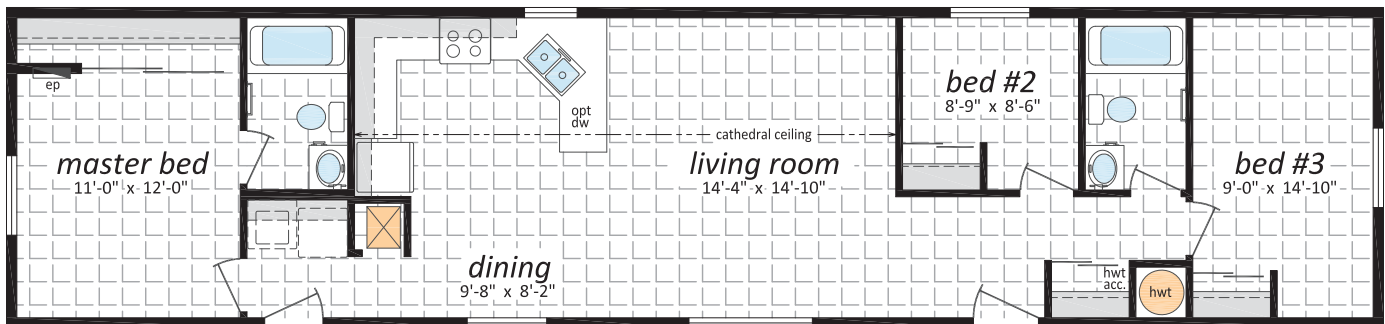 ep
master bed
11'-0" x 12'-0"
opt
dw
cathedral ceiling
living room
14'-4" x 14'-10"
dining
9'-8" x 8'-2"
bed #2
8'-9" x 8'-6"
bed #3
9'-0" x 14'-10"
hwt
acc.
hwt